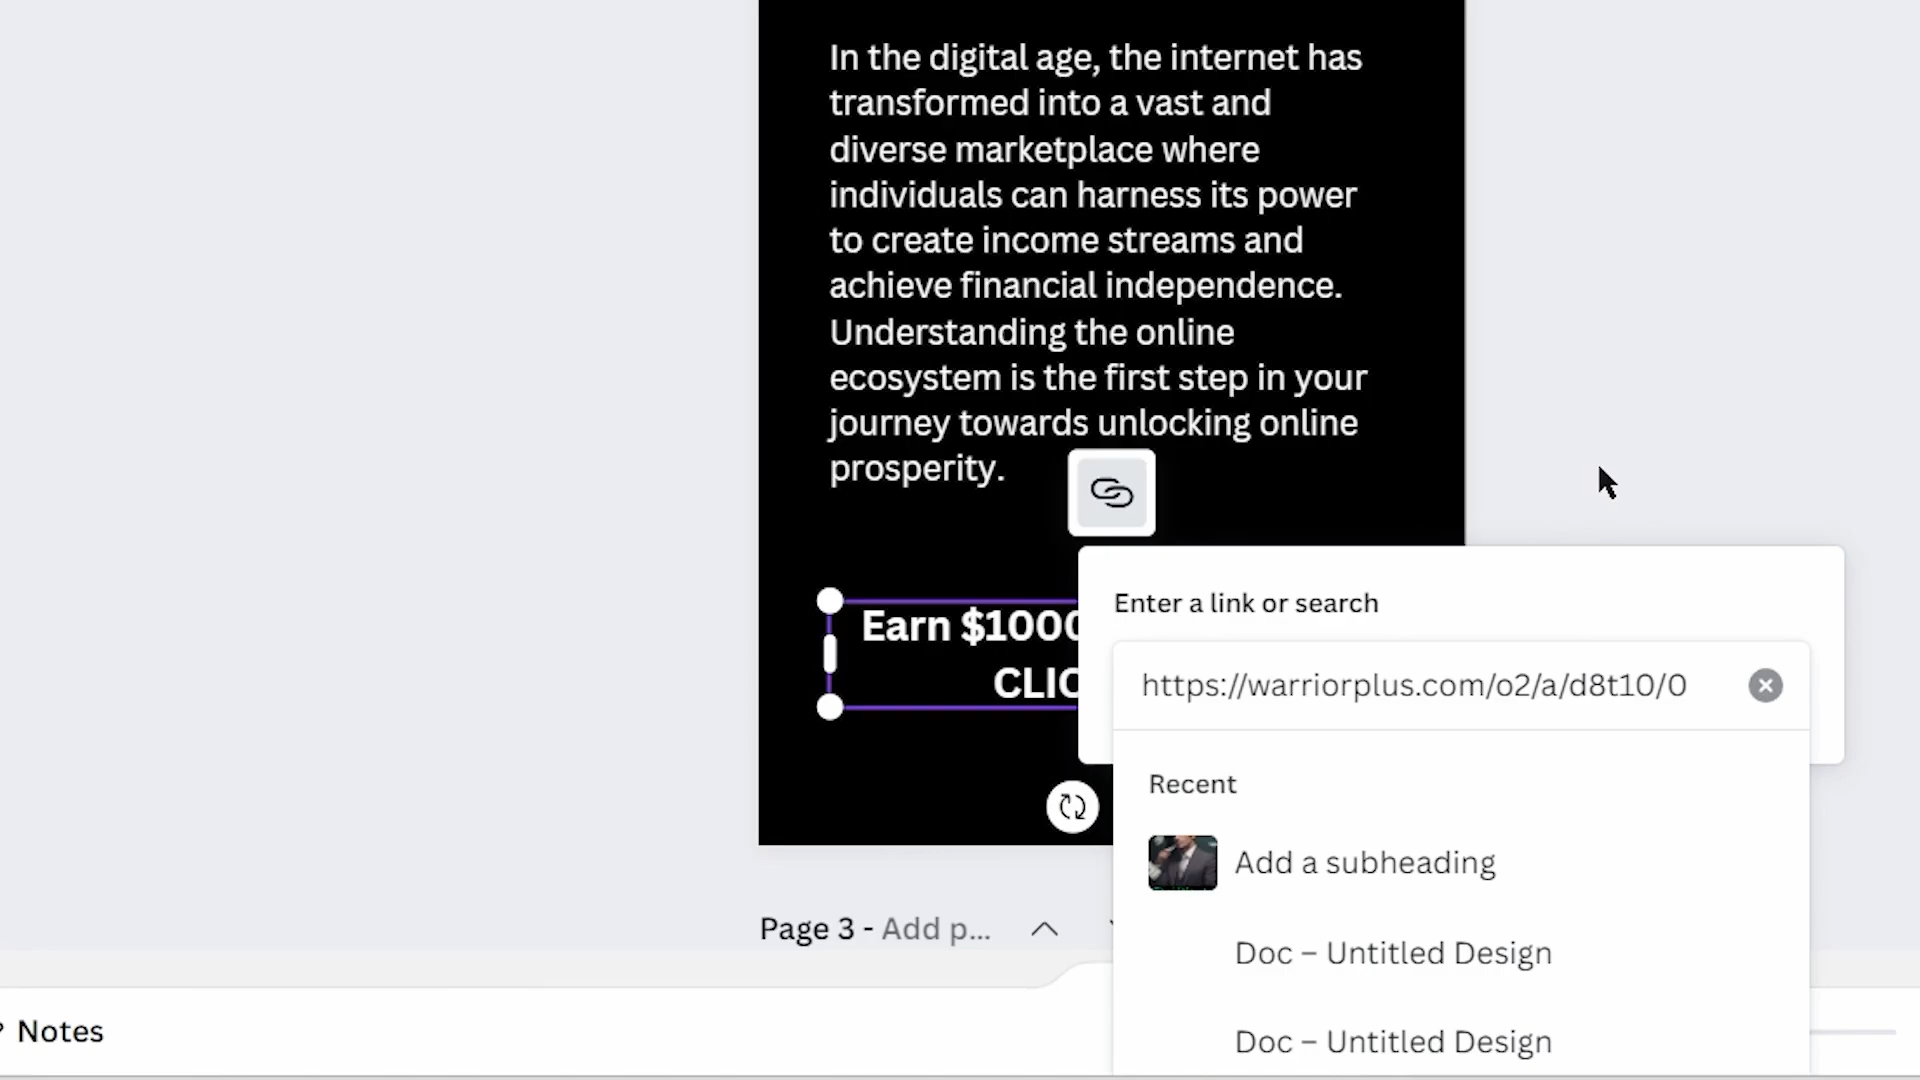 In the digital age, the internet has
transformed into a vast and
diverse marketplace where
individuals can harness its power
to create income streams and
achieve financial independence.
Understanding the online
ecosystem is the first step in your
journey towards unlocking online
prosperity.
Enter a link or search
Earn $1000
CLIC
https://warriorplus.com/o2/a/d8t10/0
Recent
Add a subheading
Page 3 - Add p...
Doc – Untitled Design
Notes
Doc – Untitled Design